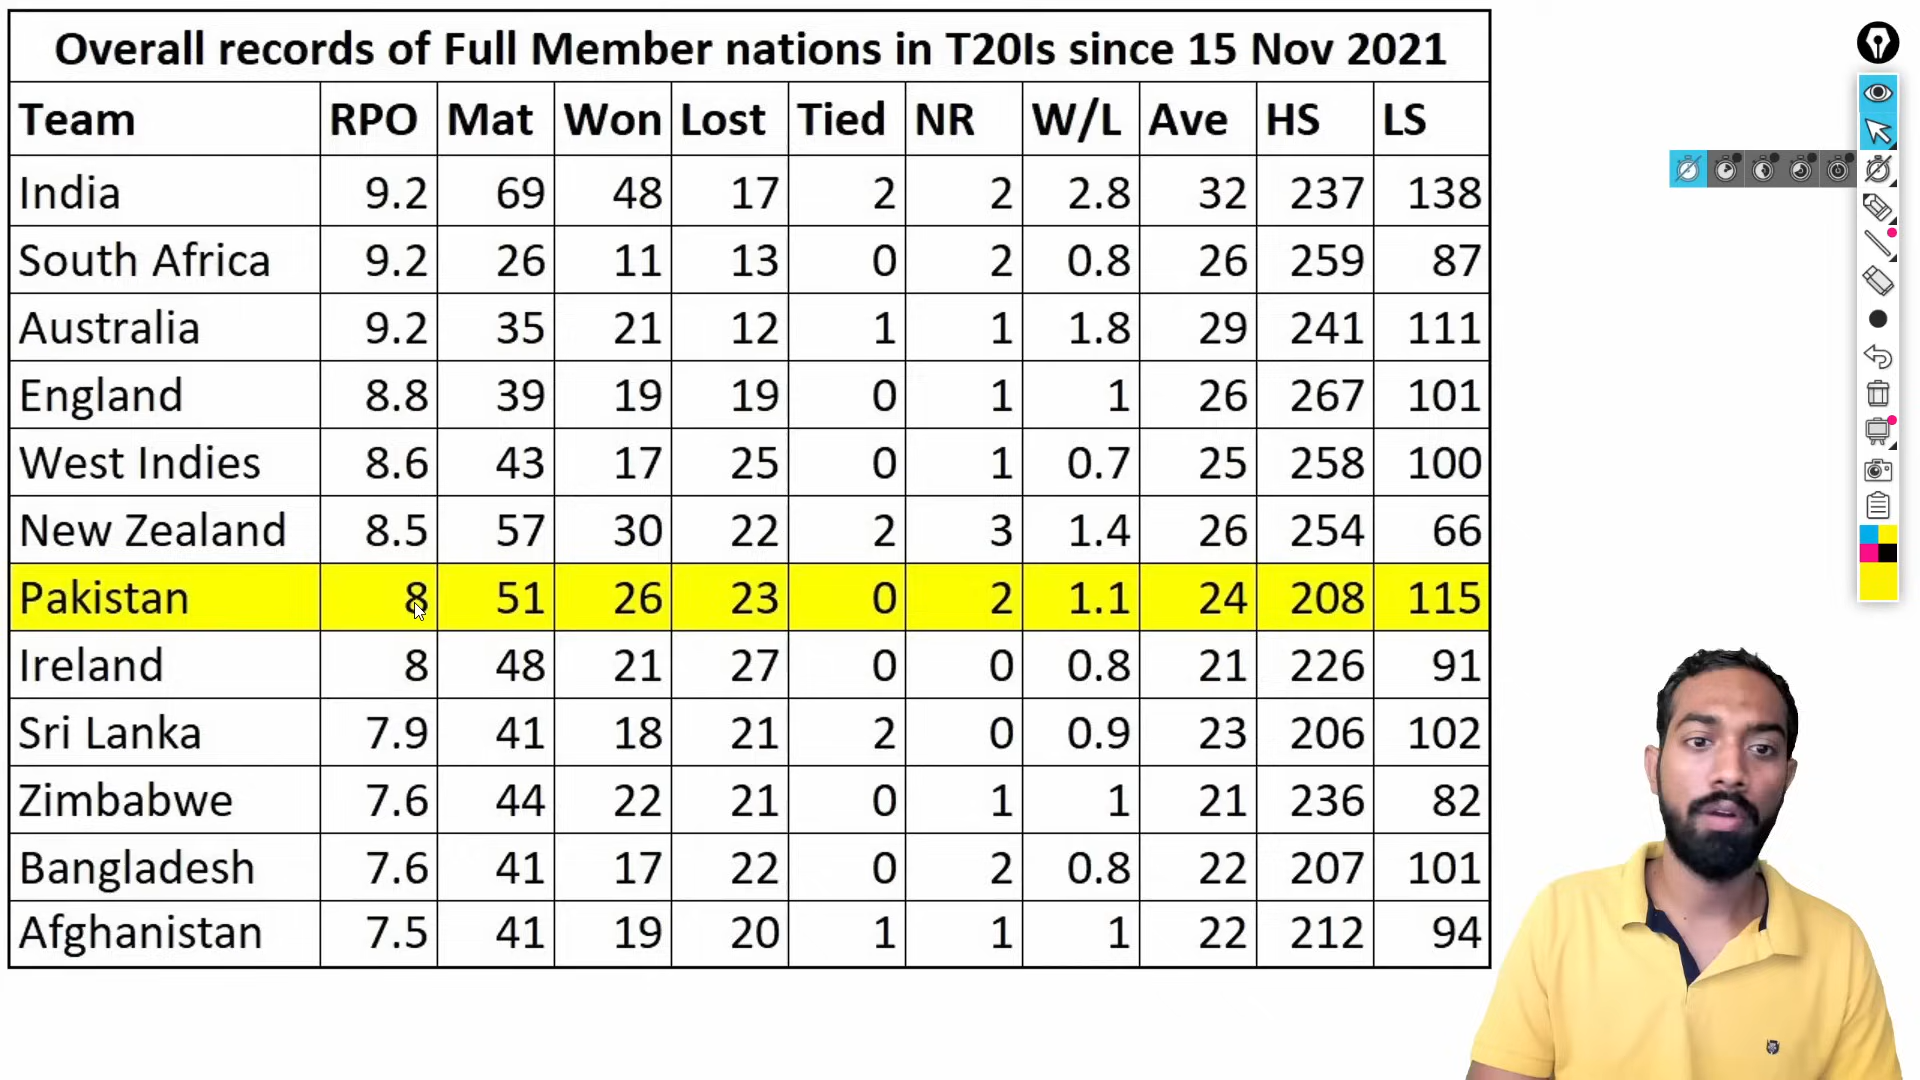 Overall records of Full Member nations in T20Is since 15 Nov 2021
Team RPO Mat Won Lost Tied NR W/L Ave HS LS
India 9.2 69 48 17 2 2 2.8 32 237 138
South Africa 9.2 26 11 13 0 2 0.8 26 259 87
Australia 9.2 35 21 12 1 1 1.8 29 241 111
England 8.8 39 19 19 0 1 1 26 267 101
West Indies 8.6 43 17 25 0 1 0.7 25 258 100
New Zealand 8.5 57 30 22 2 3 1.4 26 254 66
Pakistan 8 51 26 23 0 2 1.1 24 208 115
Ireland 8 48 21 27 0 0 0.8 21 226 91
Sri Lanka 7.9 41 18 21 2 0 0.9 23 206 102
Zimbabwe 7.6 44 22 21 0 1 1 21 236 82
Bangladesh 7.6 41 17 22 0 2 0.8 22 207 101
Afghanistan 7.5 41 19 20 1 1 1 22 212 94